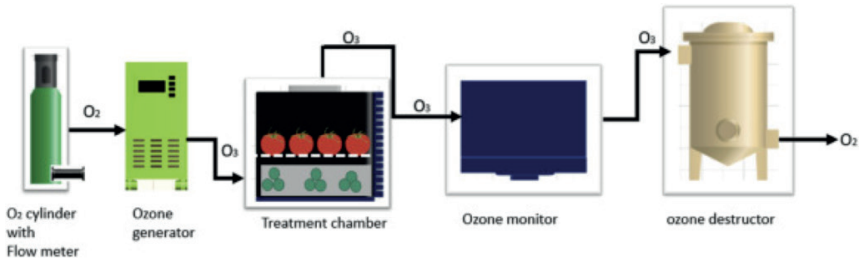 O₂
O₃
O₃
O₃
O₃
O₂
O₂ cylinder
with
Flow meter
Ozone
generator
Treatment chamber
Ozone monitor
ozone destructor